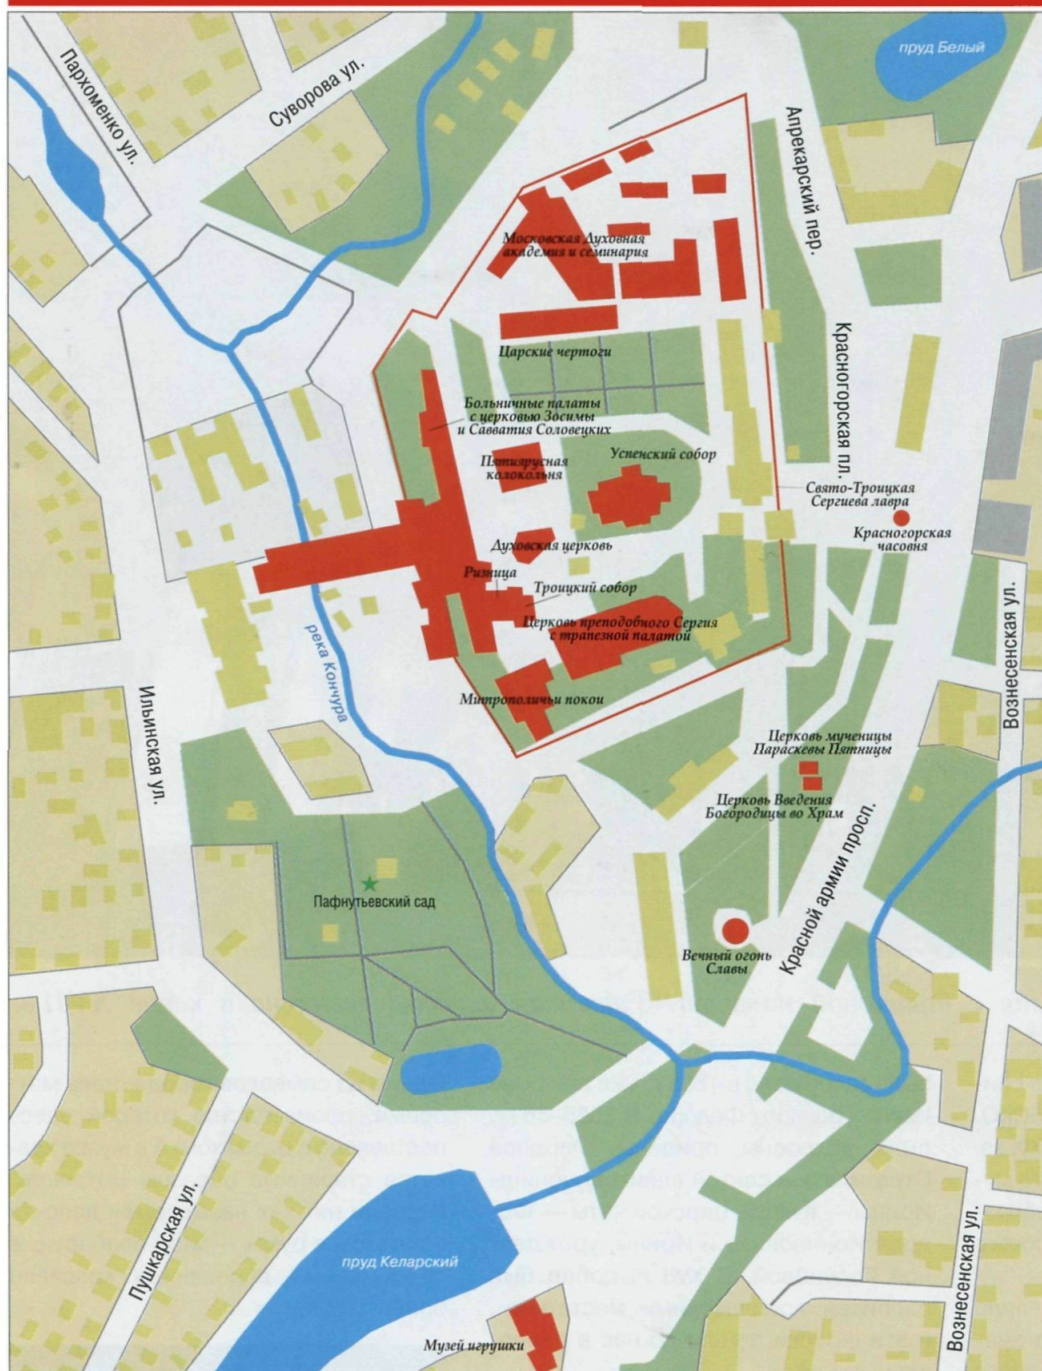 пруд Белый
Пархоменко ул.
Суворова ул.
Апрекарский пер.
Московская Духовная
академия и семинария
Царские чертоги
Красногорская пл.
Больничные палаты
с церковью Зосимы
и Савватия Соловецких
Пятиярусная
колокольня
Успенский собор
Свято-Троицкая
Сергиева лавра
Красногорская
часовня
Духовская церковь
Ризница
Троицкий собор
Церковь преподобного Сергия
с трапезной палатой
река Кончура
Вознесенская ул.
Ильинская ул.
Митрополичьи покои
Церковь мученицы
Параскевы Пятницы
Церковь Введения
Богородицы во Храм
Красной армии просп.
Пафнутьевский сад
Вечный огонь
Славы
Пушкарская ул.
пруд Келарский
Вознесенская ул.
Музей игрушки